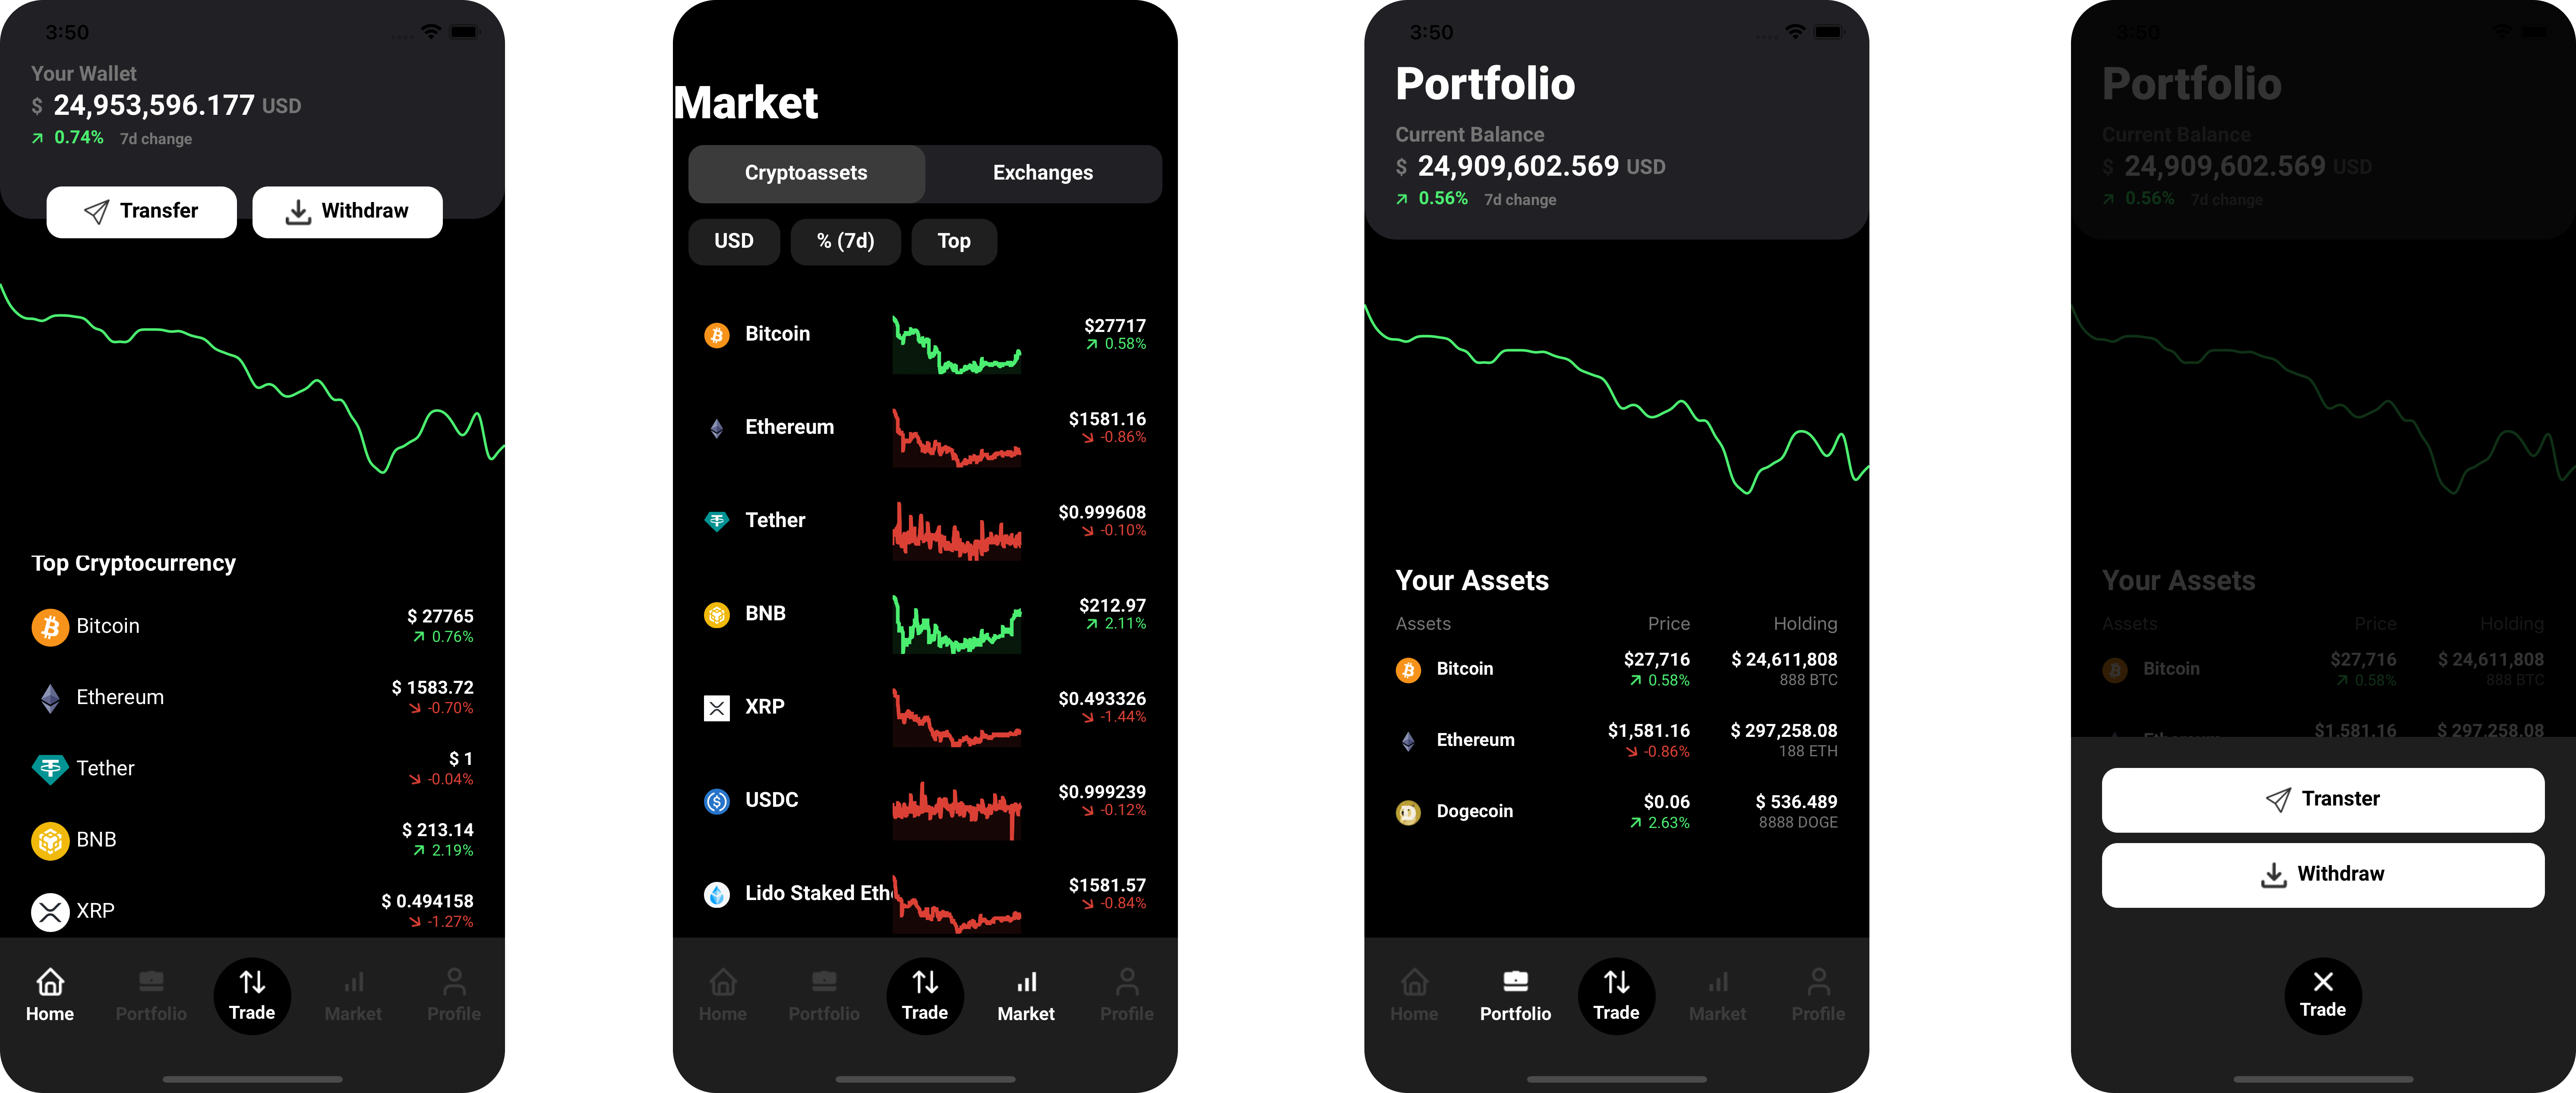 3:50
Your Wallet
$ 24,953,596.177 USD
0.74% 7d change
Transfer Withdraw
Top Cryptocurrency
Bitcoin $ 27765
0.76%
Ethereum $ 1583.72
-0.70%
Tether $ 1
-0.04%
BNB $ 213.14
2.19%
XRP $ 0.494158
-1.27%
Home Portfolio Trade Market Profile
Market
Cryptoassets Exchanges
USD % (7d) Top
Bitcoin $27717
0.58%
Ethereum $1581.16
-0.86%
Tether $0.999608
-0.10%
BNB $212.97
2.11%
XRP $0.493326
-1.44%
USDC $0.999239
-0.12%
Lido Staked Eth $1581.57
-0.84%
Home Portfolio Trade Market Profile
3:50
Portfolio
Current Balance
$ 24,909,602.569 USD
0.56% 7d change
Your Assets
Assets Price Holding
Bitcoin $27,716 $ 24,611,808
0.58% 888 BTC
Ethereum $1,581.16 $ 297,258.08
-0.86% 188 ETH
Dogecoin $0.06 $ 536.489
2.63% 8888 DOGE
Home Portfolio Trade Market Profile
3:50
Portfolio
Current Balance
$ 24,909,602.569 USD
0.56% 7d change
Your Assets
Assets Price Holding
Bitcoin $27,716 $ 24,611,808
0.58% 888 BTC
Ethereum $1,581.16 $ 297,258.08
Transter
Withdraw
Trade